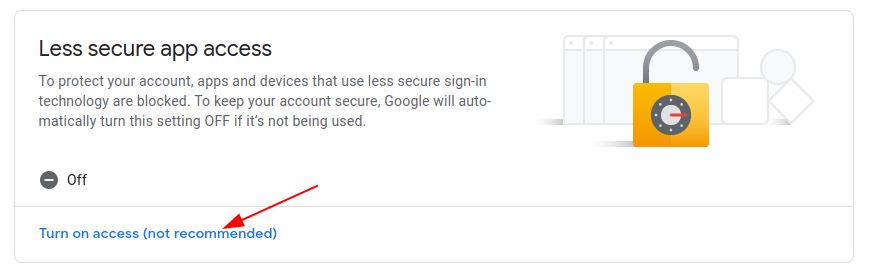 Less secure app access
To protect your account, apps and devices that use less secure sign-in
technology are blocked. To keep your account secure, Google will auto-
matically turn this setting OFF if it’s not being used.
Off
Turn on access (not recommended)